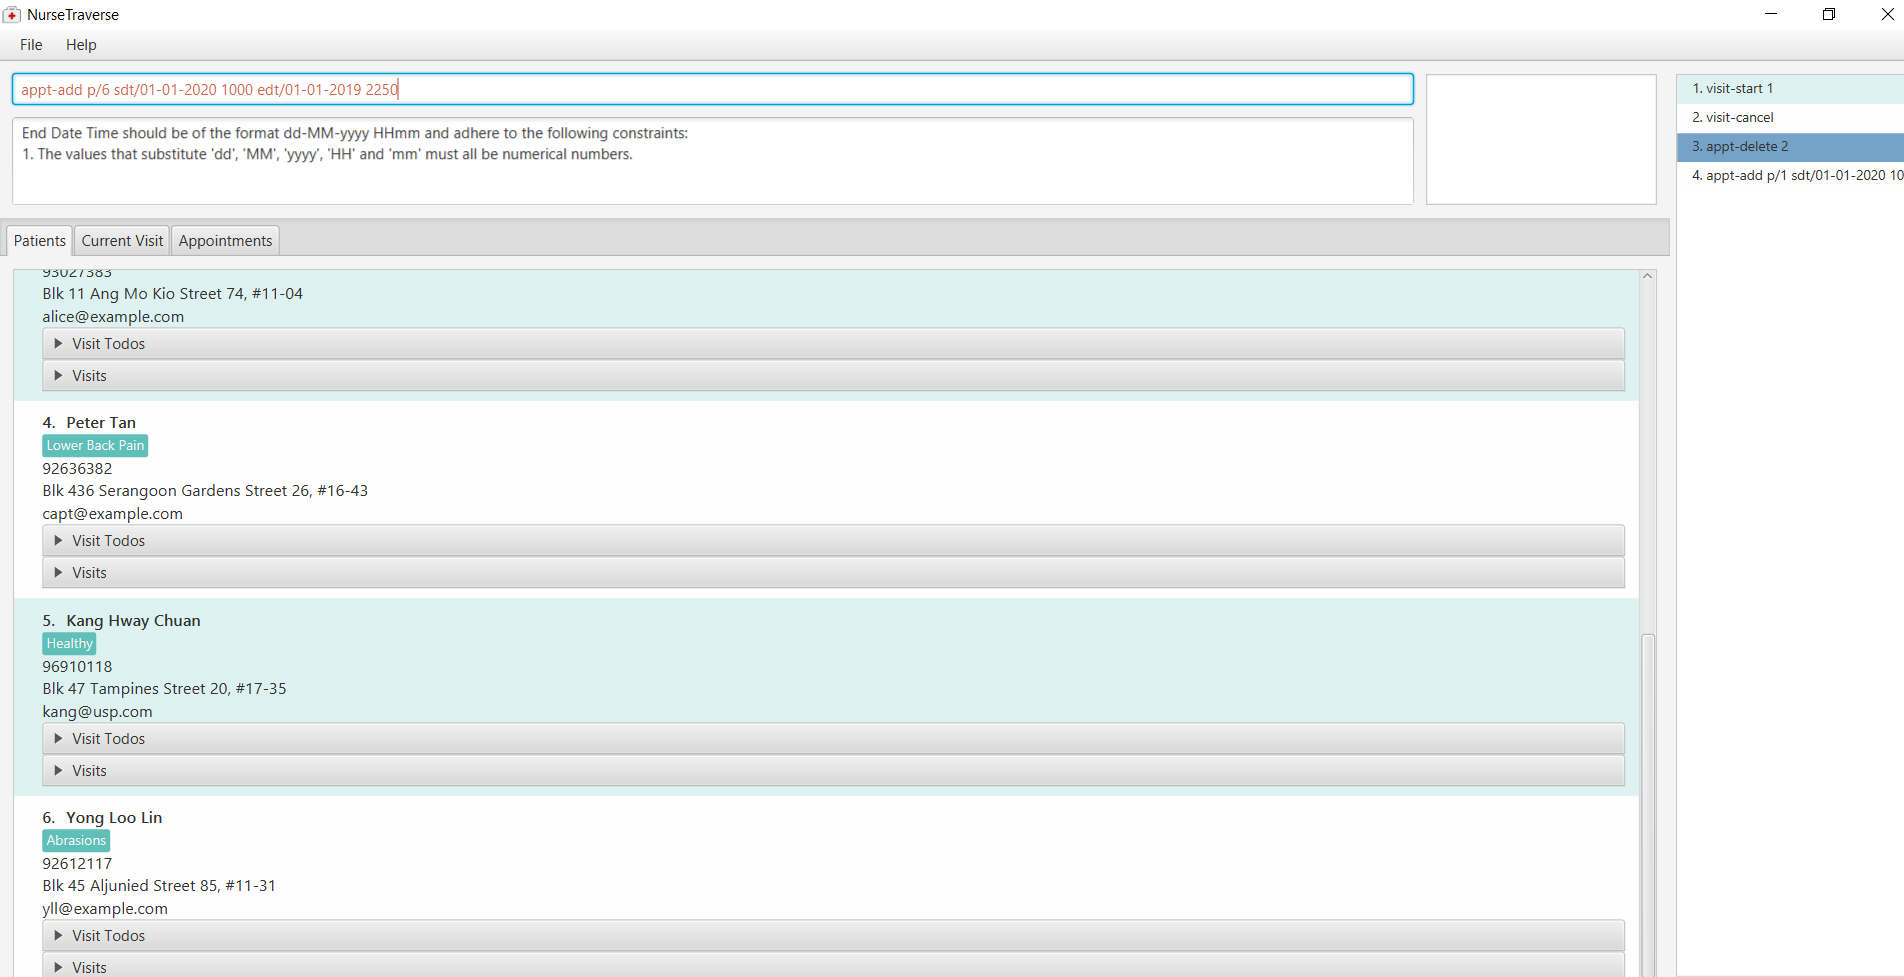 NurseTraverse
File Help
appt-add p/6 sdt/01-01-2020 1000 edt/01-01-2019 2250
End Date Time should be of the format dd-MM-yyyy HHmm and adhere to the following constraints:
1. The values that substitute 'dd', 'MM', 'yyyy', 'HH' and 'mm' must all be numerical numbers.
1. visit-start 1
2. visit-cancel
3. appt-delete 2
4. appt-add p/1 sdt/01-01-2020 10
Patients Current Visit Appointments
93027383
Blk 11 Ang Mo Kio Street 74, #11-04
alice@example.com
Visit Todos
Visits
4. Peter Tan
Lower Back Pain
92636382
Blk 436 Serangoon Gardens Street 26, #16-43
capt@example.com
Visit Todos
Visits
5. Kang Hway Chuan
Healthy
96910118
Blk 47 Tampines Street 20, #17-35
kang@usp.com
Visit Todos
Visits
6. Yong Loo Lin
Abrasions
92612117
Blk 45 Aljunied Street 85, #11-31
yll@example.com
Visit Todos
Visits